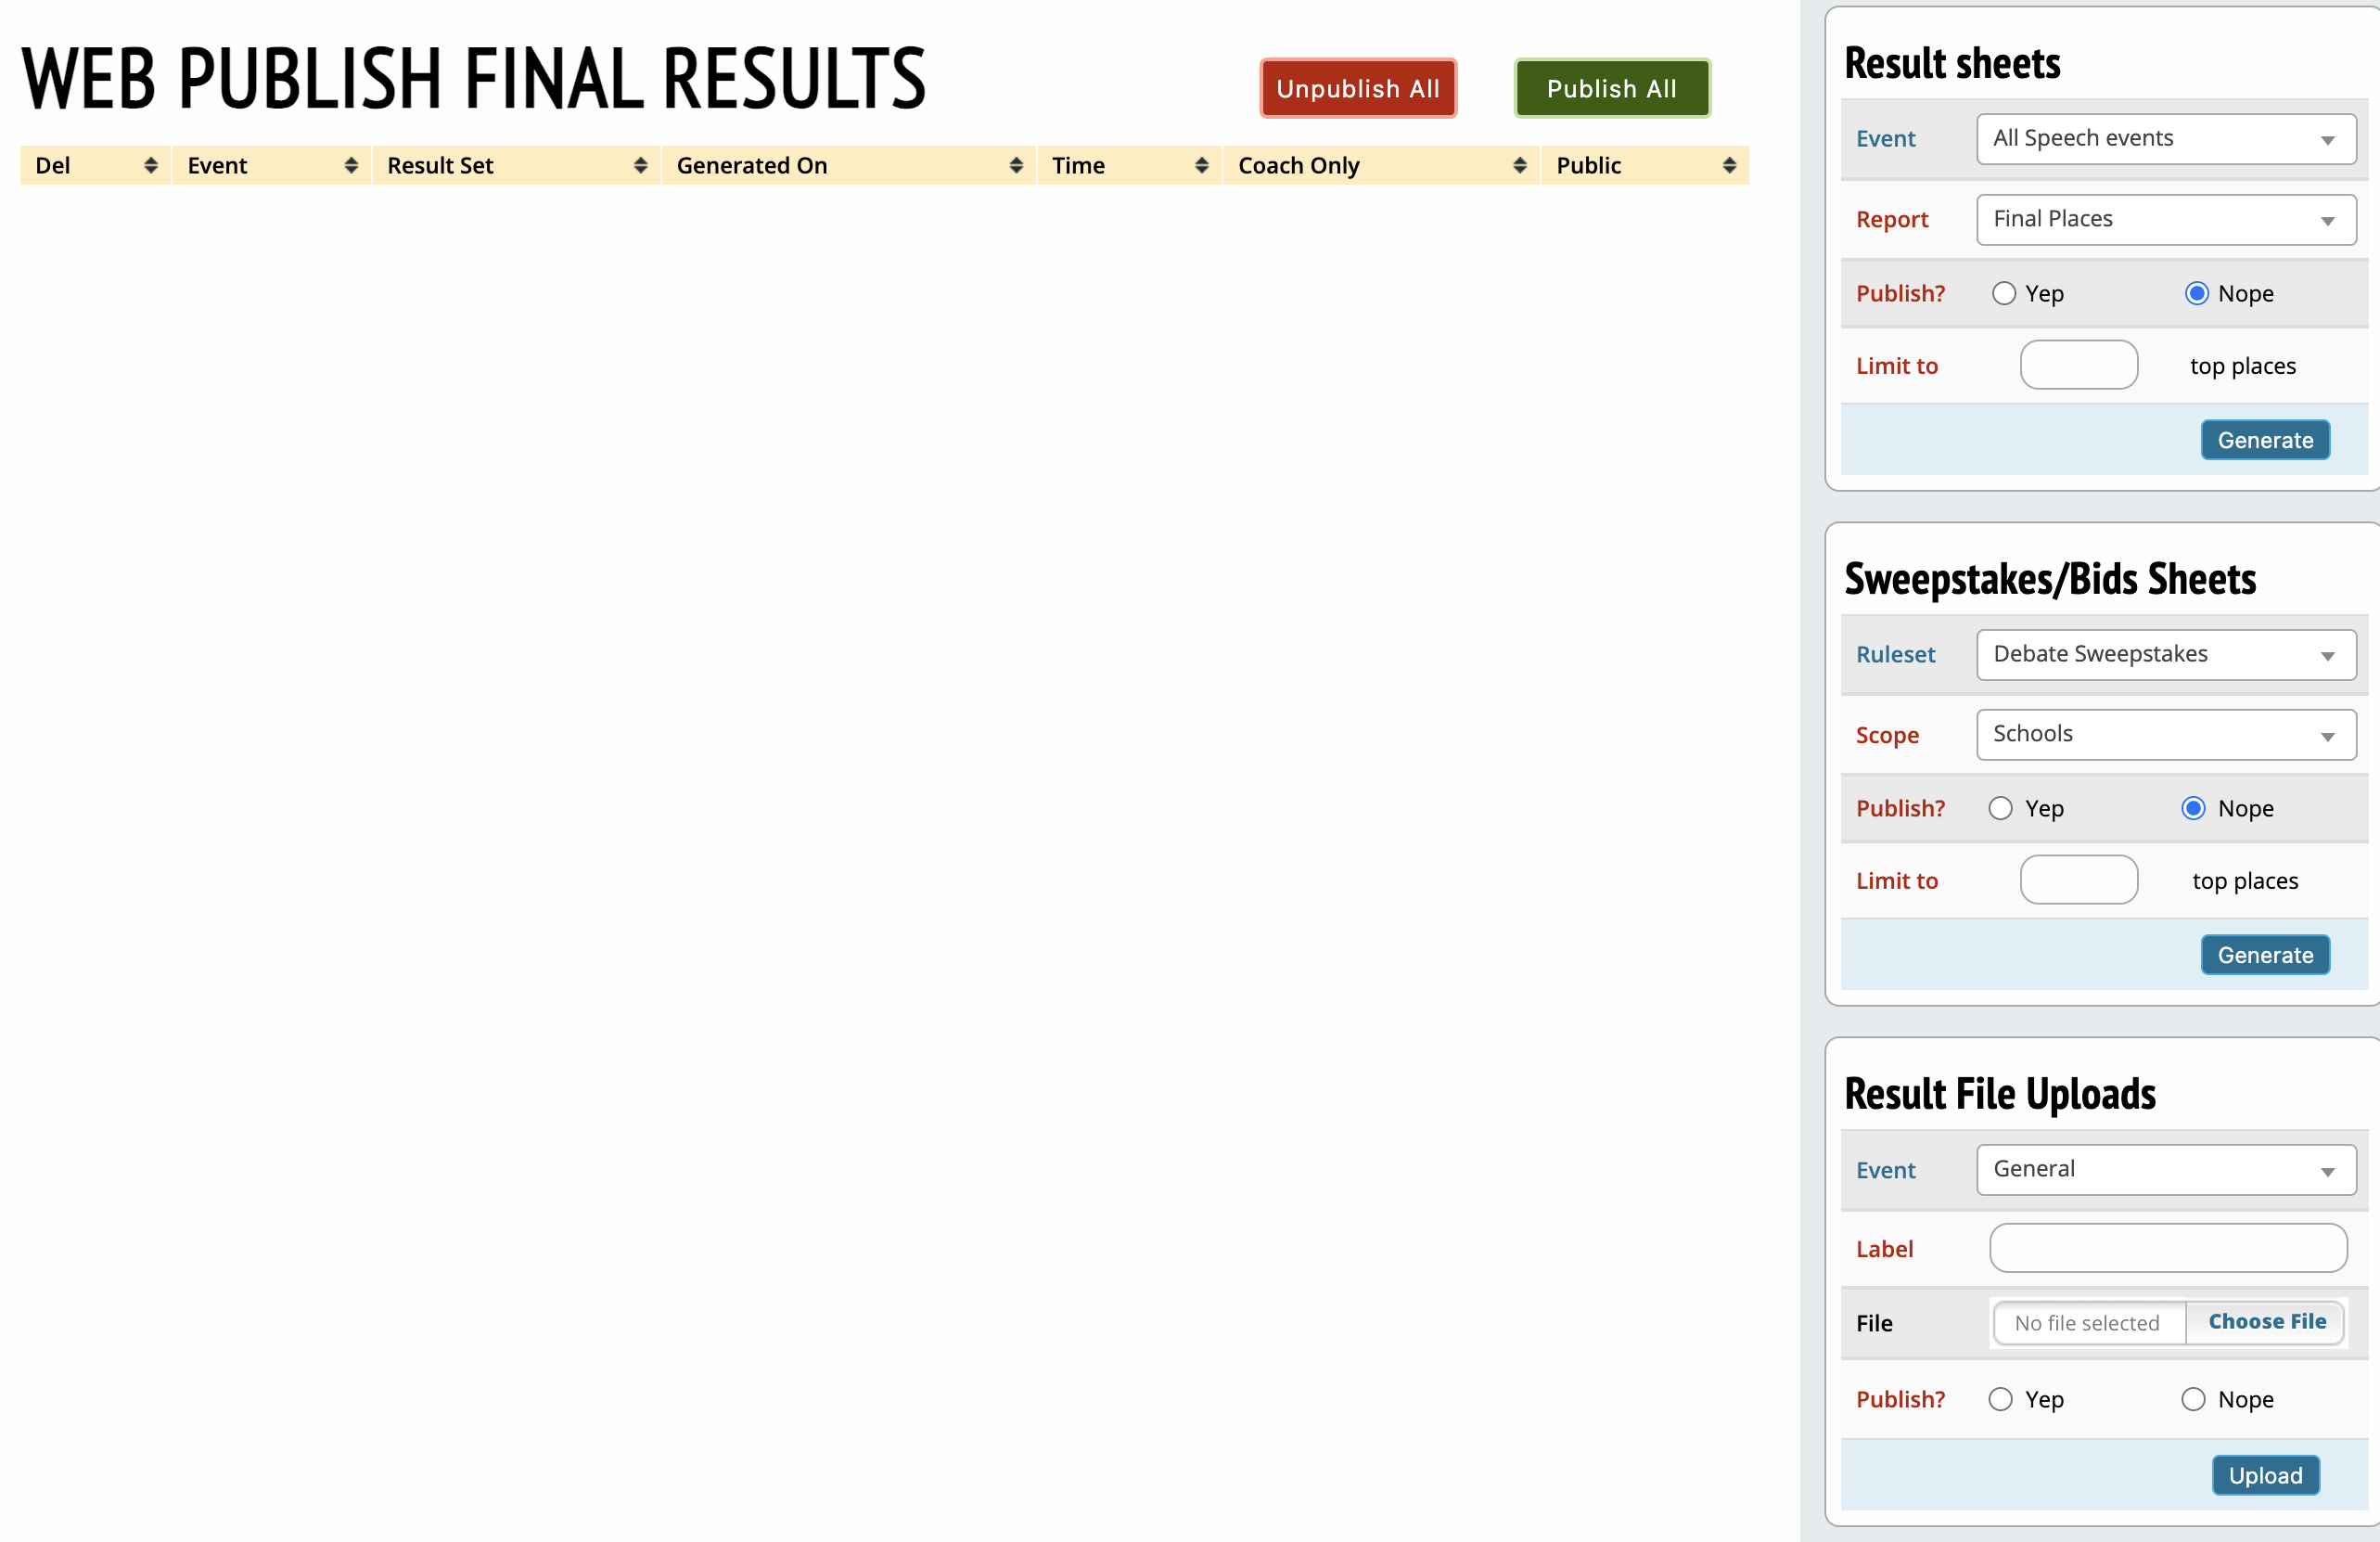 WEB PUBLISH FINAL RESULTS
Unpublish All
Publish All
Del Event Result Set Generated On Time Coach Only Public
Result sheets
Event All Speech events
Report Final Places
Publish? Yep Nope
Limit to top places
Generate
Sweepstakes/Bids Sheets
Ruleset Debate Sweepstakes
Scope Schools
Publish? Yep Nope
Limit to top places
Generate
Result File Uploads
Event General
Label
File No file selected Choose File
Publish? Yep Nope
Upload